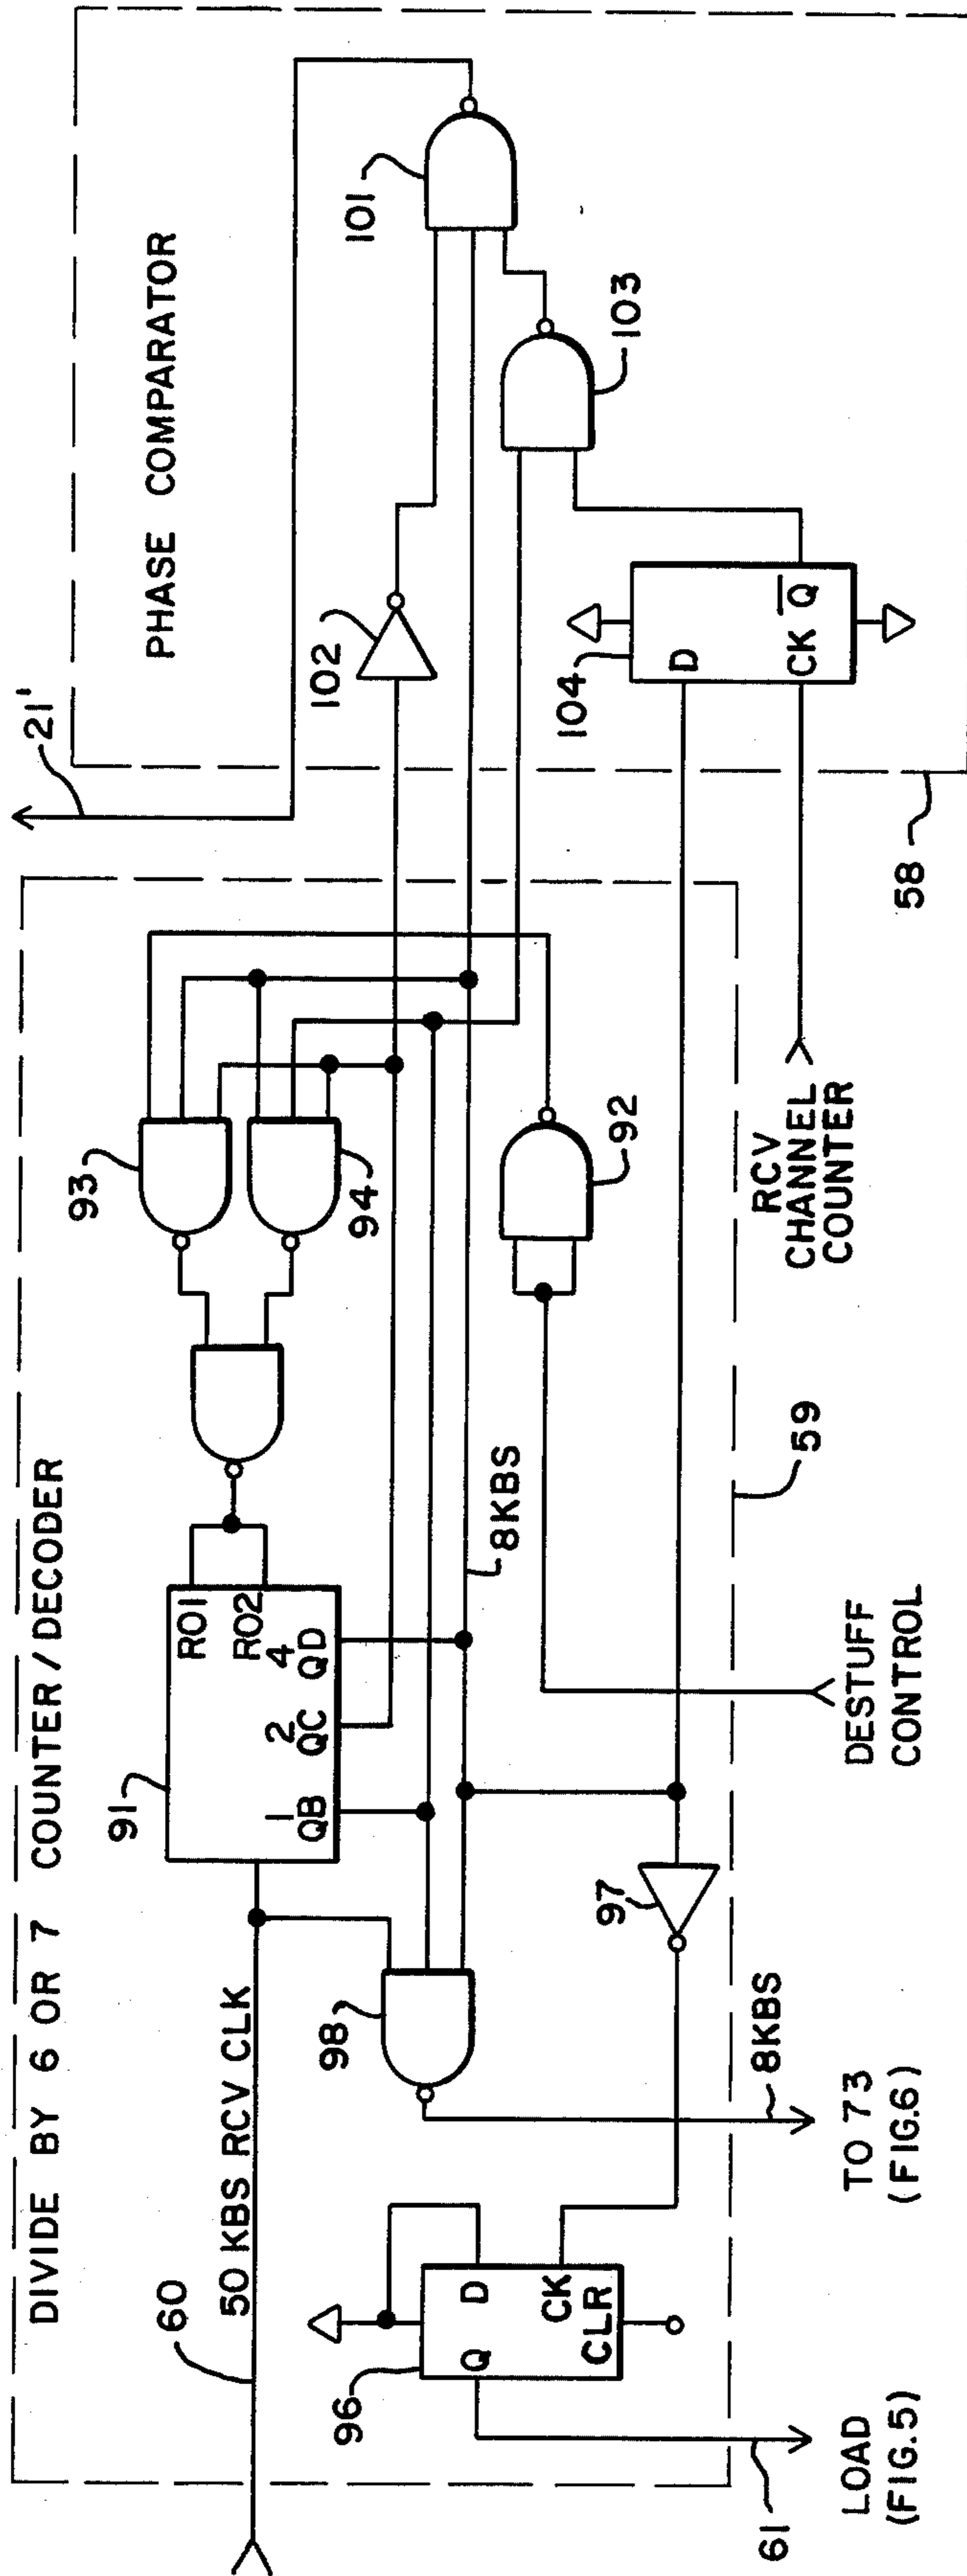 DIVIDE BY 6 OR 7 COUNTER/DECODER
PHASE COMPARATOR
21'
60
50 KBS RCV CLK
91
RO1
RO2
1
QB
2
QC
4
QD
93
94
92
98
96
Q
D
CK
CLR
97
8KBS
101
102
103
104
D
CK
Q̅
58
59
61
LOAD
(FIG.5)
8KBS
TO 73
(FIG.6)
DESTUFF
CONTROL
RCV
CHANNEL
COUNTER